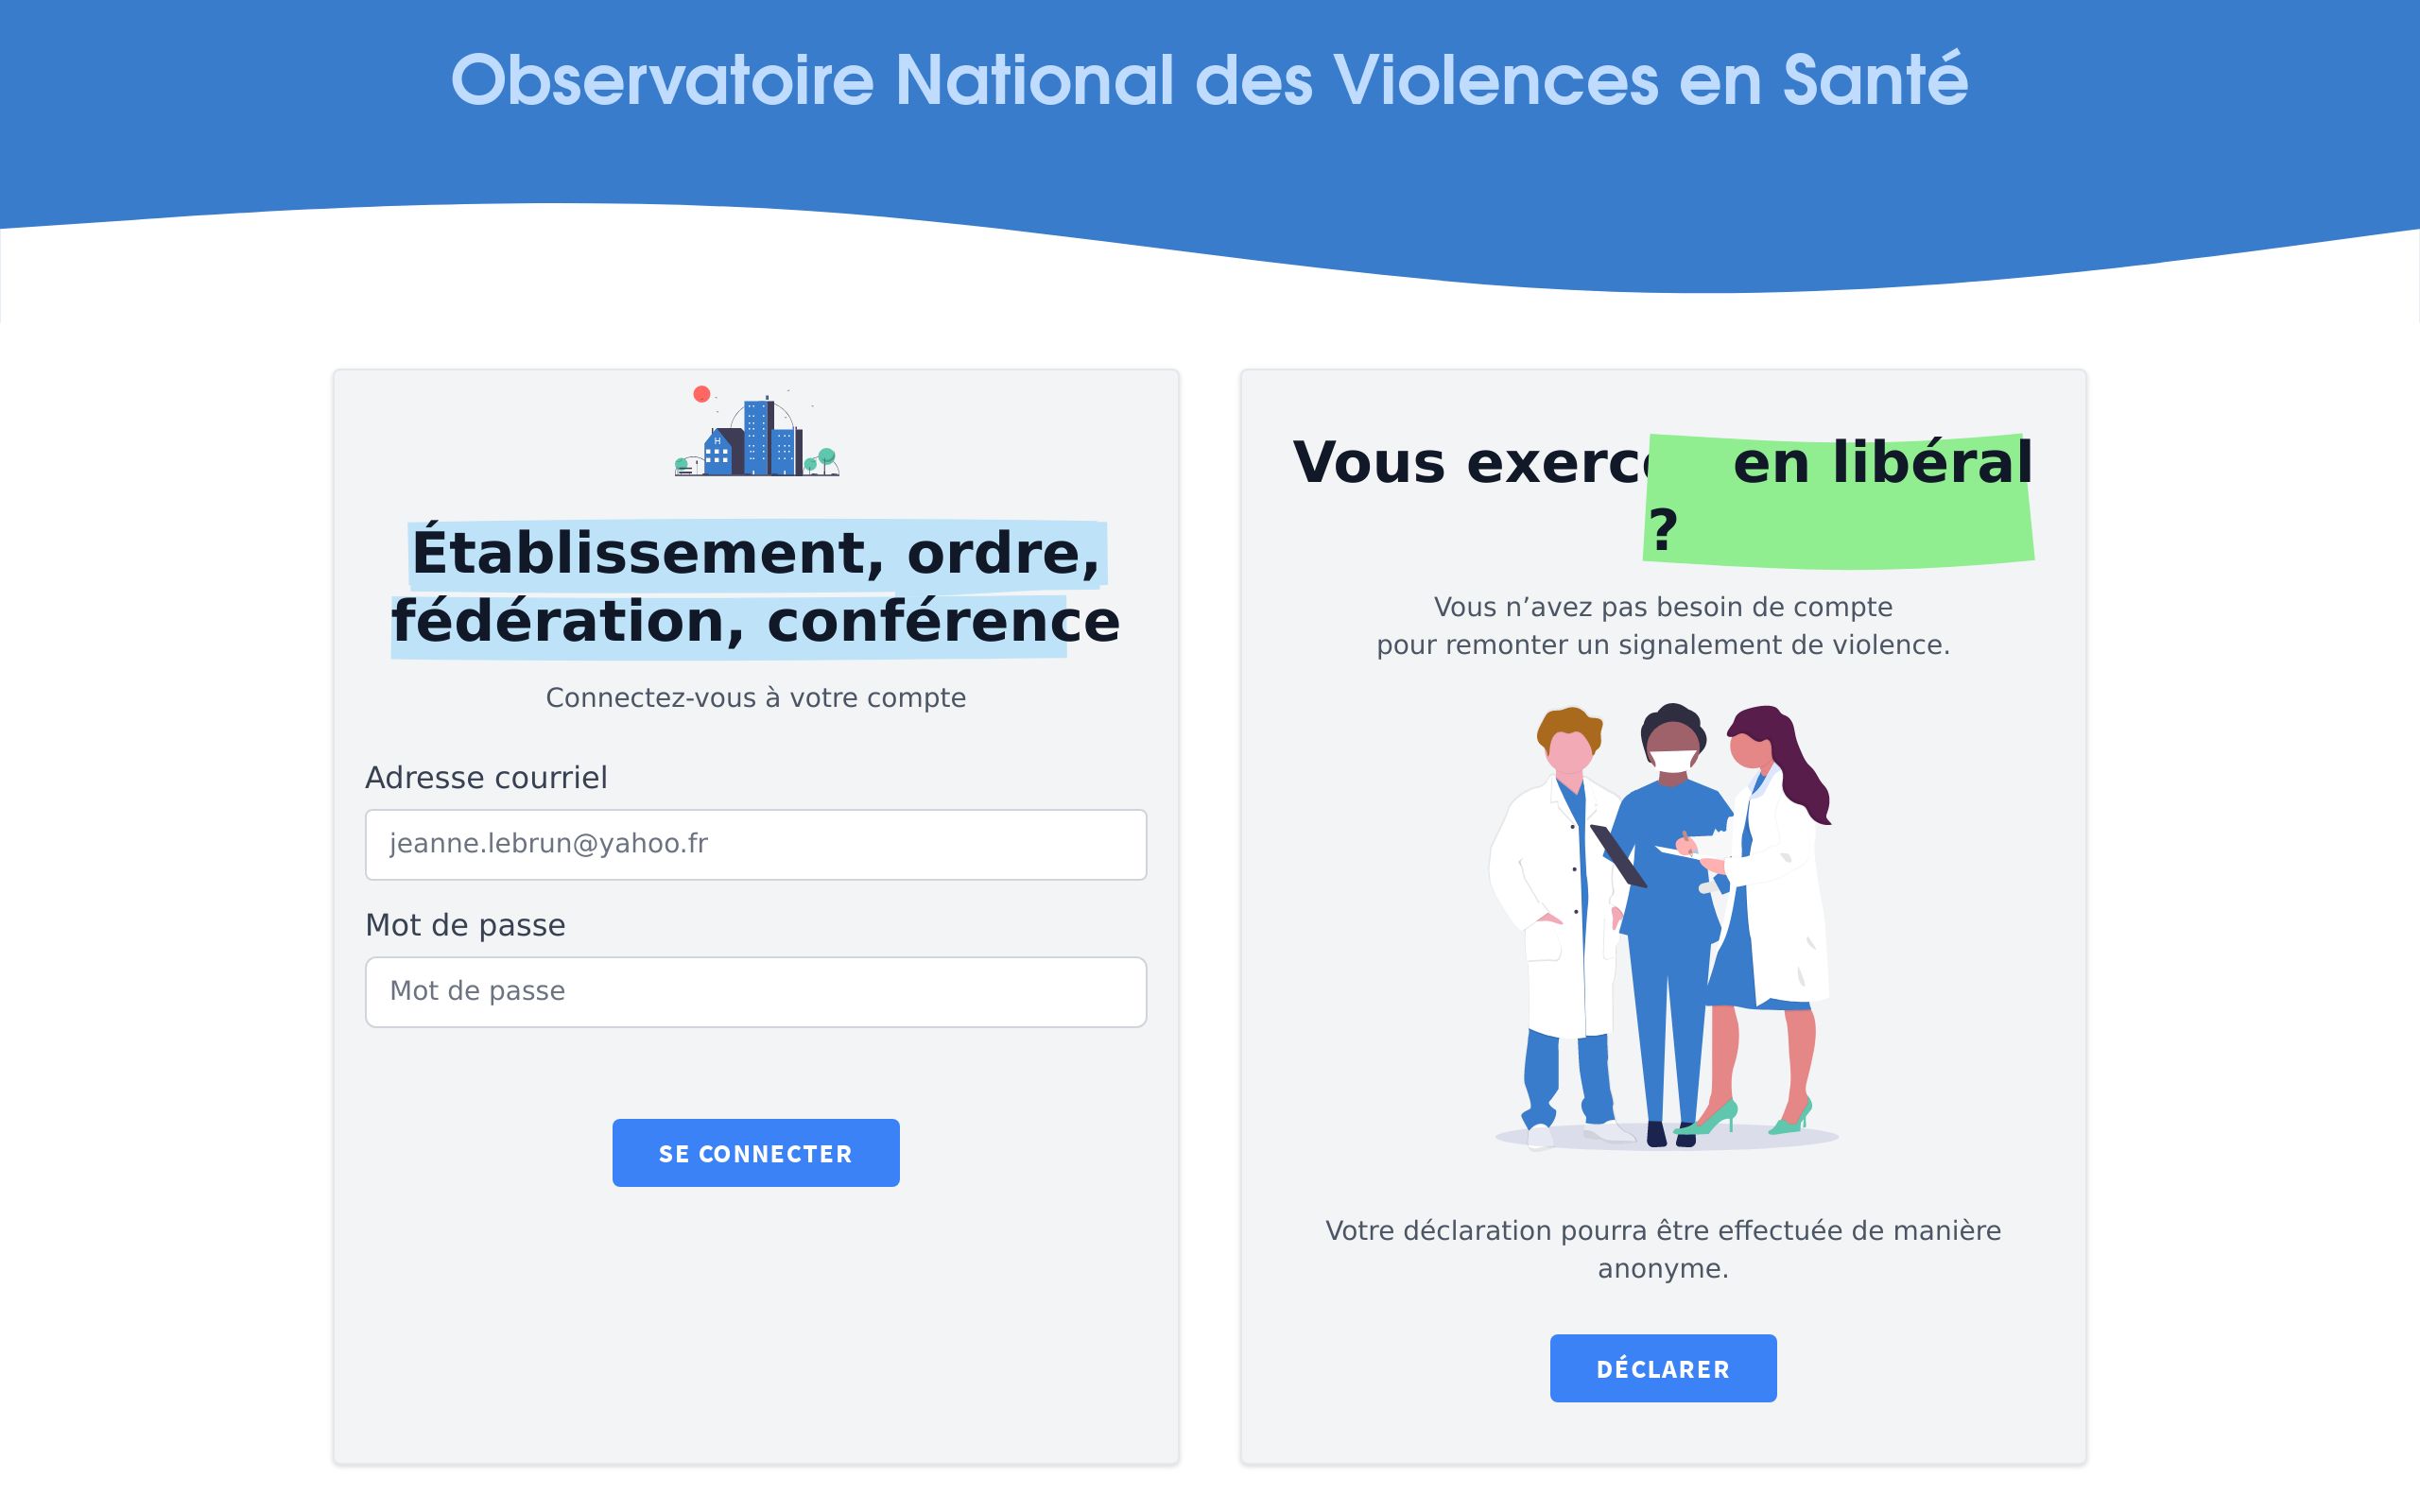 Observatoire National des Violences en Santé
H
Établissement, ordre,
fédération, conférence
Connectez-vous à votre compte
Adresse courriel
jeanne.lebrun@yahoo.fr
Mot de passe
Mot de passe
SE CONNECTER
Vous en libéral
?
Vous n’avez pas besoin de compte
pour remonter un signalement de violence.
Votre déclaration pourra être effectuée de manière
anonyme.
DÉCLARER